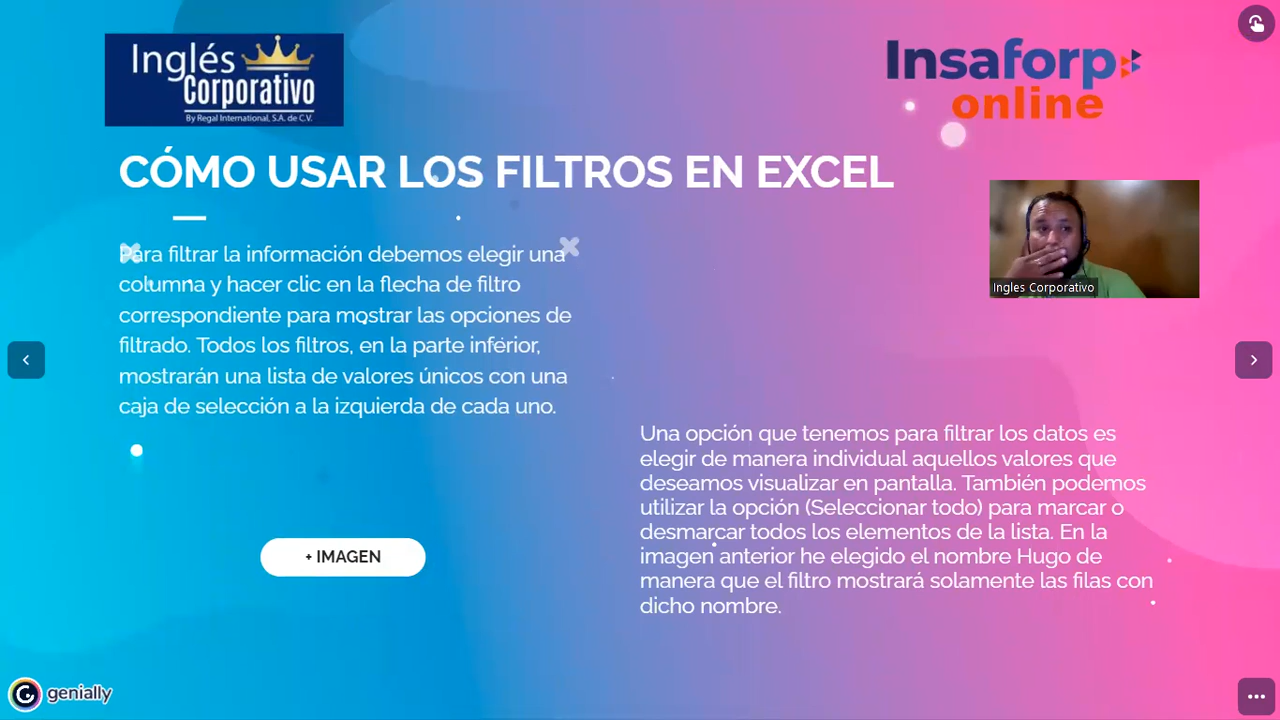 Inglés
Corporativo
By Regal International, S.A. de C.V.
Insaforp
online
CÓMO USAR LOS FILTROS EN EXCEL
Para filtrar la información debemos elegir una
columna y hacer clic en la flecha de filtro
correspondiente para mostrar las opciones de
filtrado. Todos los filtros, en la parte inferior,
mostrarán una lista de valores únicos con una
caja de selección a la izquierda de cada uno.
Ingles Corporativo
Una opción que tenemos para filtrar los datos es
elegir de manera individual aquellos valores que
deseamos visualizar en pantalla. También podemos
utilizar la opción (Seleccionar todo) para marcar o
desmarcar todos los elementos de la lista. En la
imagen anterior he elegido el nombre Hugo de
manera que el filtro mostrará solamente las filas con
dicho nombre.
+ IMAGEN
genially